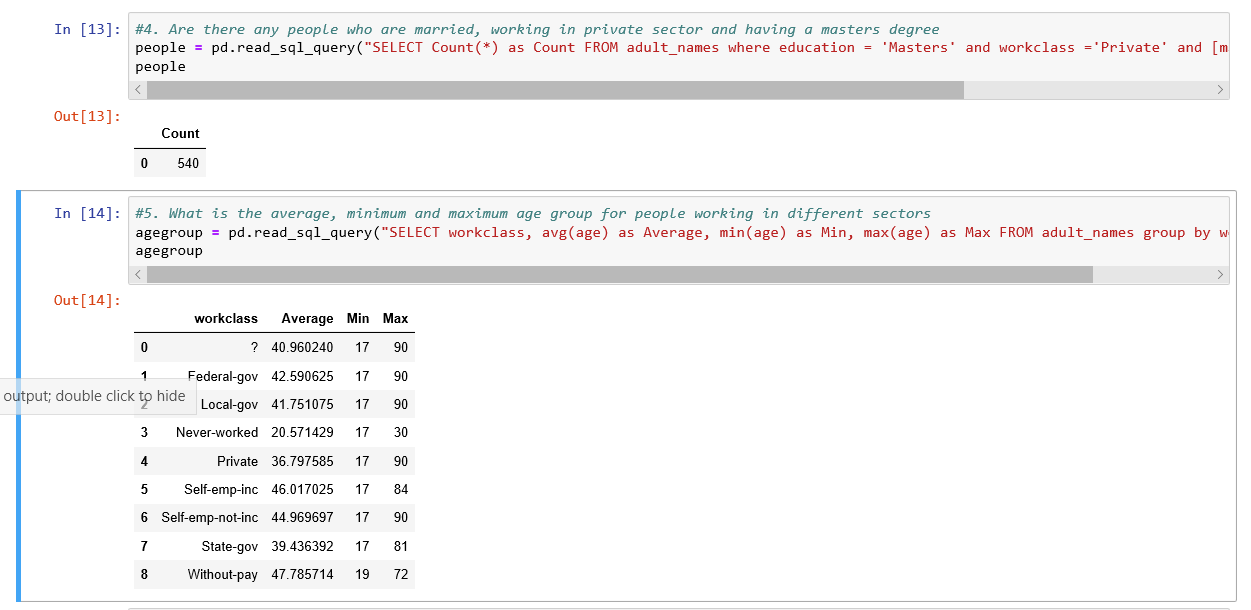 In [13]: #4. Are there any people who are married, working in private sector and having a masters degree
people = pd.read_sql_query("SELECT Count(*) as Count FROM adult_names where education = 'Masters' and workclass ='Private' and [m
people
Out[13]:
Count
0 540
In [14]: #5. What is the average, minimum and maximum age group for people working in different sectors
agegroup = pd.read_sql_query("SELECT workclass, avg(age) as Average, min(age) as Min, max(age) as Max FROM adult_names group by w
agegroup
Out[14]:
workclass Average Min Max
0 ? 40.960240 17 90
1 Federal-gov 42.590625 17 90
output; double click to hide
2 Local-gov 41.751075 17 90
3 Never-worked 20.571429 17 30
4 Private 36.797585 17 90
5 Self-emp-inc 46.017025 17 84
6 Self-emp-not-inc 44.969697 17 90
7 State-gov 39.436392 17 81
8 Without-pay 47.785714 19 72